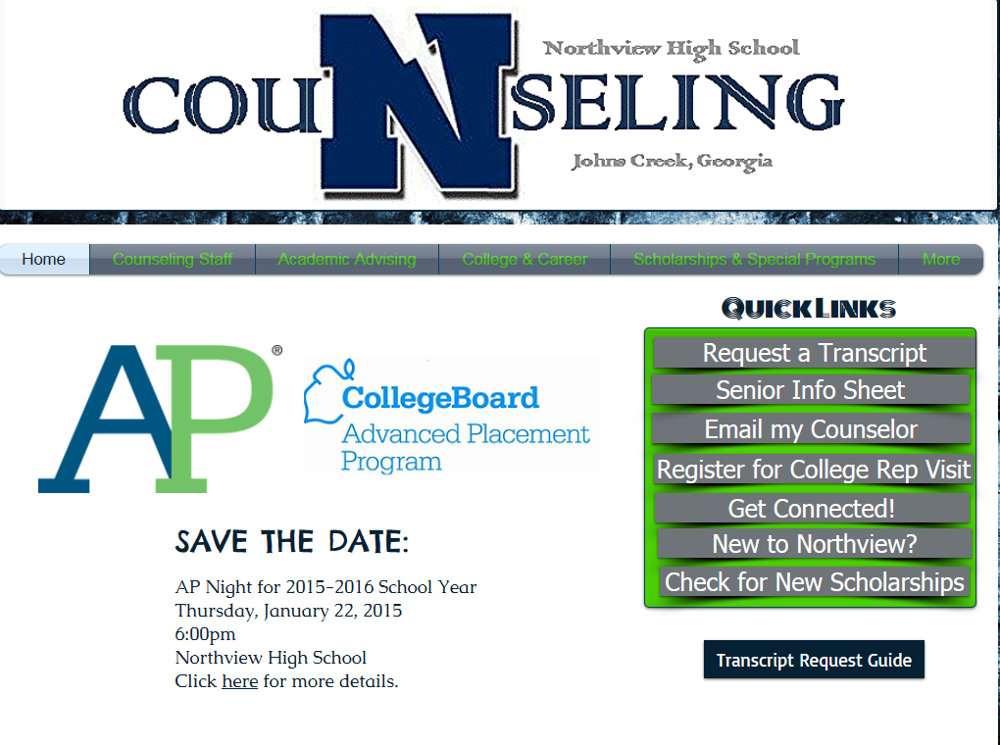 Northview High School
COUNSELING
Johns Creek, Georgia
Home Counseling Staff Academic Advising College & Career Scholarships & Special Programs More
QUICK LINKS
Request a Transcript
Senior Info Sheet
Email my Counselor
Register for College Rep Visit
Get Connected!
New to Northview?
Check for New Scholarships
Transcript Request Guide
AP®
CollegeBoard
Advanced Placement
Program
SAVE THE DATE:
AP Night for 2015-2016 School Year
Thursday, January 22, 2015
6:00pm
Northview High School
Click here for more details.